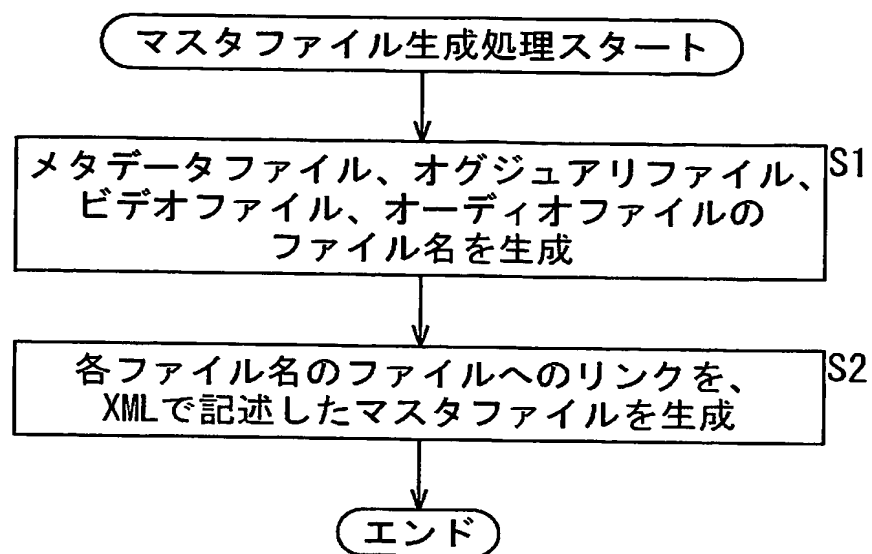 マスタファイル生成処理スタート
メタデータファイル、オグジュアリファイル、
S1
ビデオファイル、オーディオファイルの
ファイル名を生成
各ファイル名のファイルへのリンクを、
S2
XMLで記述したマスタファイルを生成
エンド